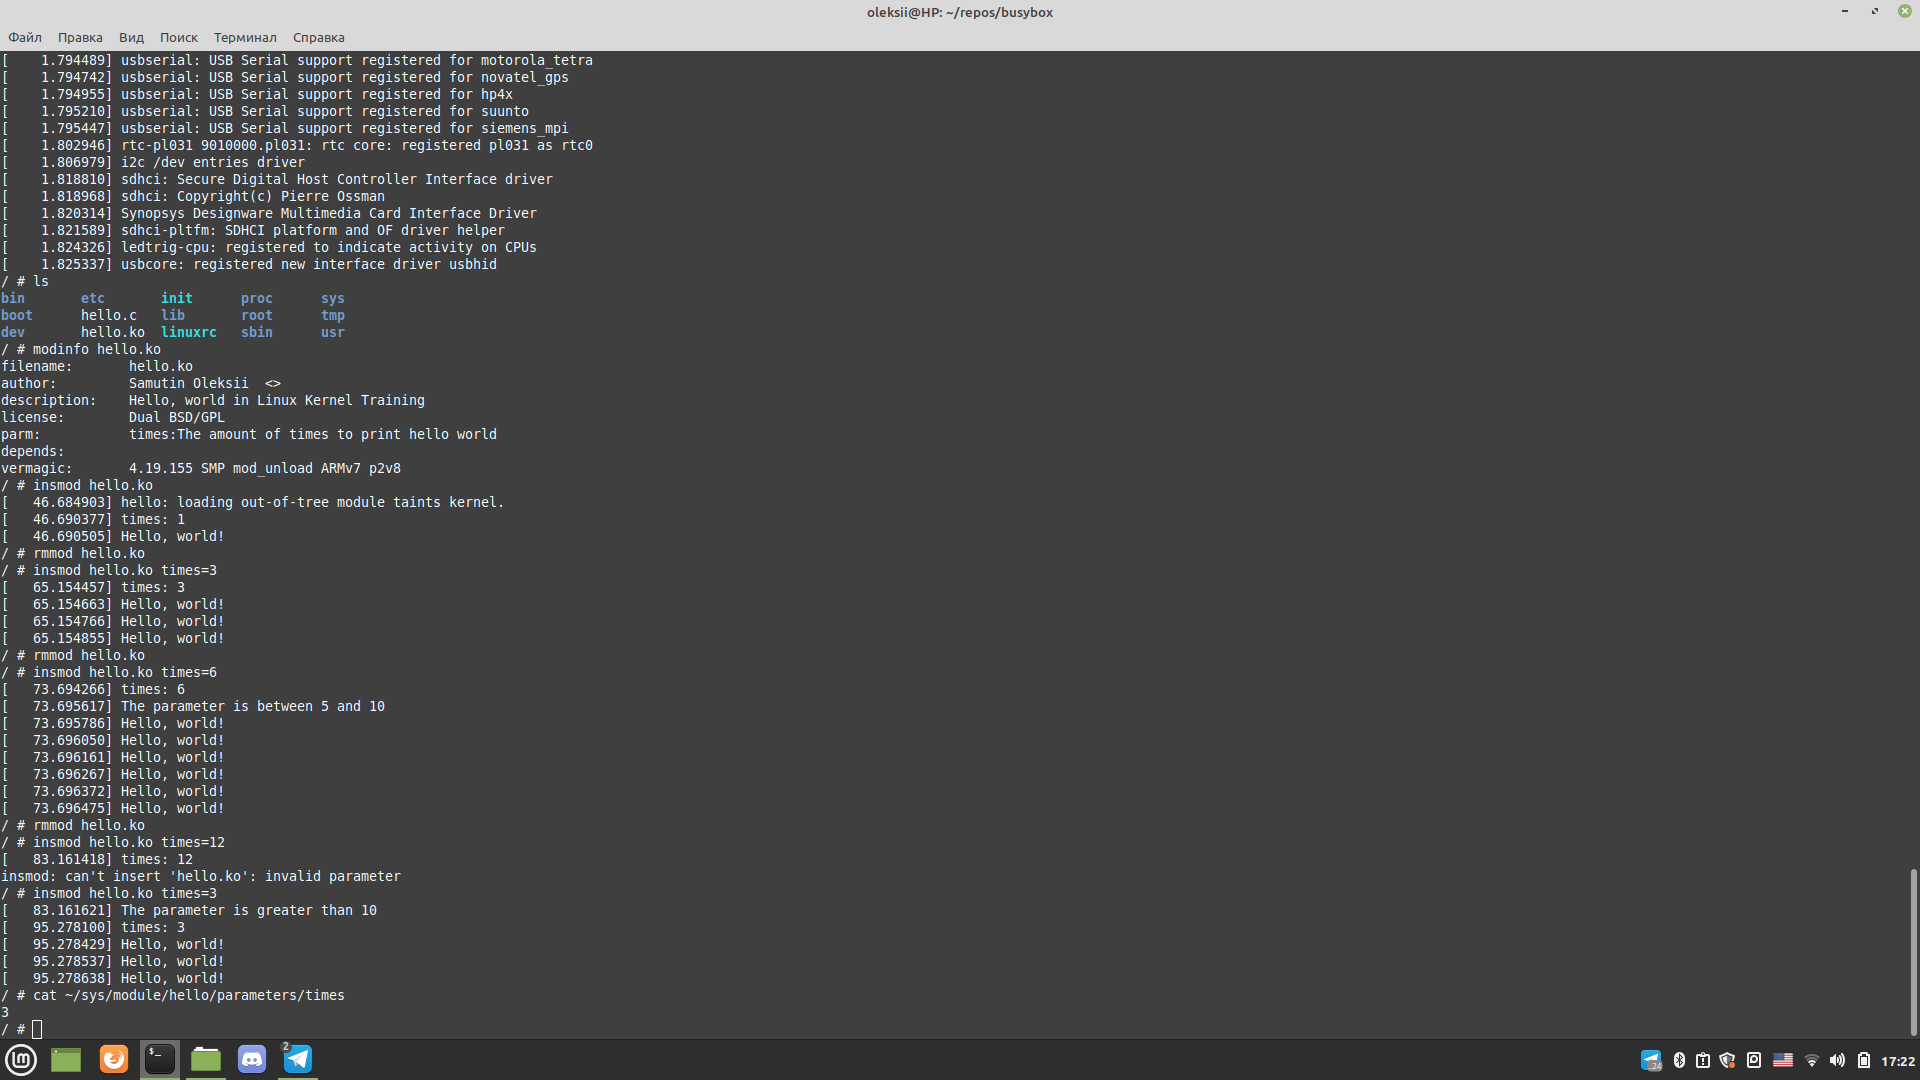 oleksii@HP: ~/repos/busybox
Файл Правка Вид Поиск Терминал Справка
[    1.794489] usbserial: USB Serial support registered for motorola_tetra
[    1.794742] usbserial: USB Serial support registered for novatel_gps
[    1.794955] usbserial: USB Serial support registered for hp4x
[    1.795210] usbserial: USB Serial support registered for suunto
[    1.795447] usbserial: USB Serial support registered for siemens_mpi
[    1.802946] rtc-pl031 9010000.pl031: rtc core: registered pl031 as rtc0
[    1.806979] i2c /dev entries driver
[    1.818810] sdhci: Secure Digital Host Controller Interface driver
[    1.818968] sdhci: Copyright(c) Pierre Ossman
[    1.820314] Synopsys Designware Multimedia Card Interface Driver
[    1.821589] sdhci-pltfm: SDHCI platform and OF driver helper
[    1.824326] ledtrig-cpu: registered to indicate activity on CPUs
[    1.825337] usbcore: registered new interface driver usbhid
/ # ls
bin       etc       init      proc      sys
boot      hello.c   lib       root      tmp
dev       hello.ko  linuxrc   sbin      usr
/ # modinfo hello.ko
filename:       hello.ko
author:         Samutin Oleksii  <>
description:    Hello, world in Linux Kernel Training
license:        Dual BSD/GPL
parm:           times:The amount of times to print hello world
depends:
vermagic:       4.19.155 SMP mod_unload ARMv7 p2v8
/ # insmod hello.ko
[   46.684903] hello: loading out-of-tree module taints kernel.
[   46.690377] times: 1
[   46.690505] Hello, world!
/ # rmmod hello.ko
/ # insmod hello.ko times=3
[   65.154457] times: 3
[   65.154663] Hello, world!
[   65.154766] Hello, world!
[   65.154855] Hello, world!
/ # rmmod hello.ko
/ # insmod hello.ko times=6
[   73.694266] times: 6
[   73.695617] The parameter is between 5 and 10
[   73.695786] Hello, world!
[   73.696050] Hello, world!
[   73.696161] Hello, world!
[   73.696267] Hello, world!
[   73.696372] Hello, world!
[   73.696475] Hello, world!
/ # rmmod hello.ko
/ # insmod hello.ko times=12
[   83.161418] times: 12
insmod: can't insert 'hello.ko': invalid parameter
/ # insmod hello.ko times=3
[   83.161621] The parameter is greater than 10
[   95.278100] times: 3
[   95.278429] Hello, world!
[   95.278537] Hello, world!
[   95.278638] Hello, world!
/ # cat ~/sys/module/hello/parameters/times
3
/ #
2
17:22